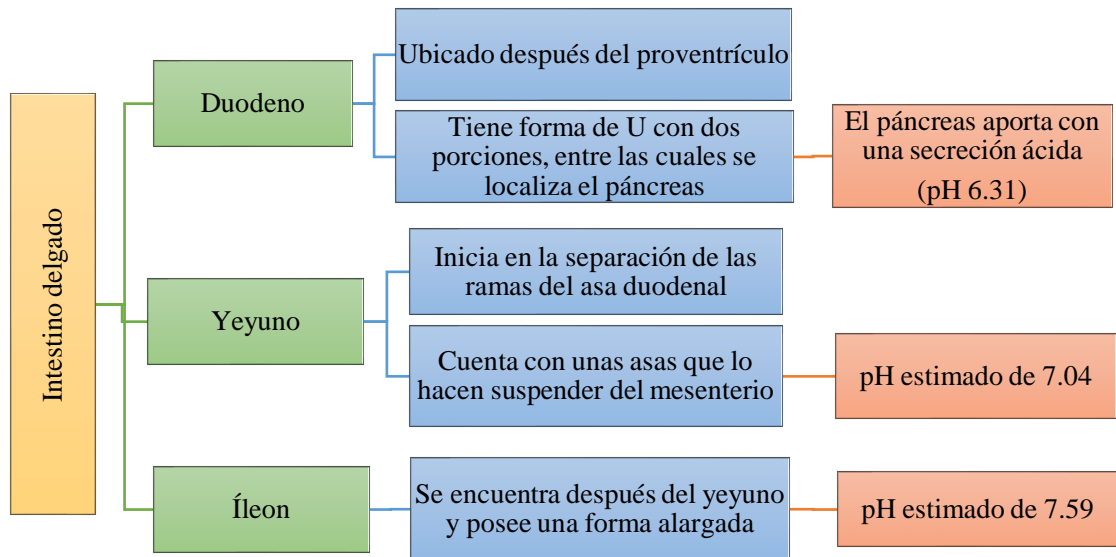 Intestino delgado
Duodeno
Ubicado después del proventrículo
Tiene forma de U con dos
porciones, entre las cuales se
localiza el páncreas
El páncreas aporta con
una secreción ácida
(pH 6.31)
Yeyuno
Inicia en la separación de las
ramas del asa duodenal
Cuenta con unas asas que lo
hacen suspender del mesenterio
pH estimado de 7.04
Íleon
Se encuentra después del yeyuno
y posee una forma alargada
pH estimado de 7.59